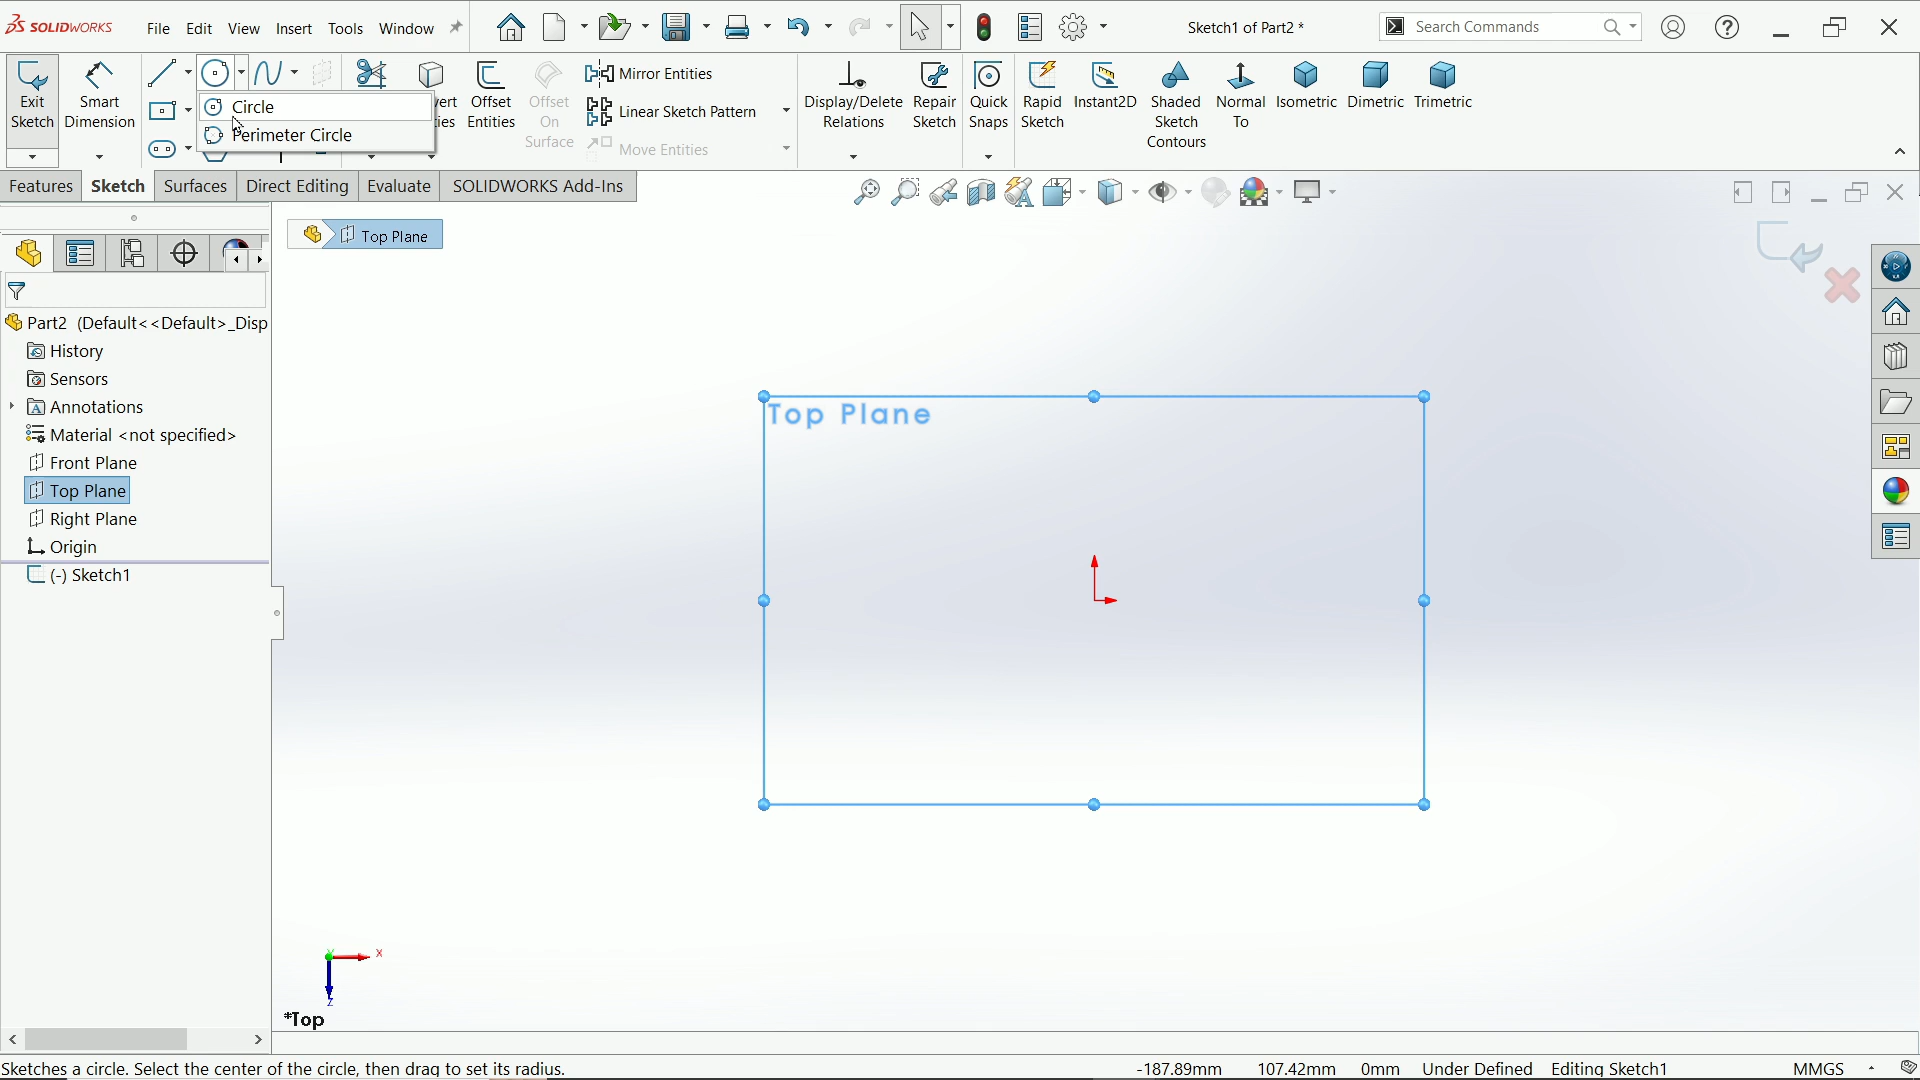 SOLIDWORKS File Edit View Insert Tools Window Sketch1 of Part2 * Search Commands
Exit Sketch
Smart Dimension
Circle
Perimeter Circle
Offset Entities
Offset On Surface
Mirror Entities
Linear Sketch Pattern
Move Entities
Display/Delete Relations
Repair Sketch
Quick Snaps
Rapid Sketch
Instant2D
Shaded Sketch Contours
Normal To
Isometric
Dimetric
Trimetric
Features Sketch Surfaces Direct Editing Evaluate SOLIDWORKS Add-Ins
Top Plane
Part2 (Default<<Default>_Disp
History
Sensors
Annotations
Material <not specified>
Front Plane
Top Plane
Right Plane
Origin
(-) Sketch1
Top Plane
Y X
Z
*Top
Sketches a circle. Select the center of the circle, then drag to set its radius. -187.89mm 107.42mm 0mm Under Defined Editing Sketch1 MMGS